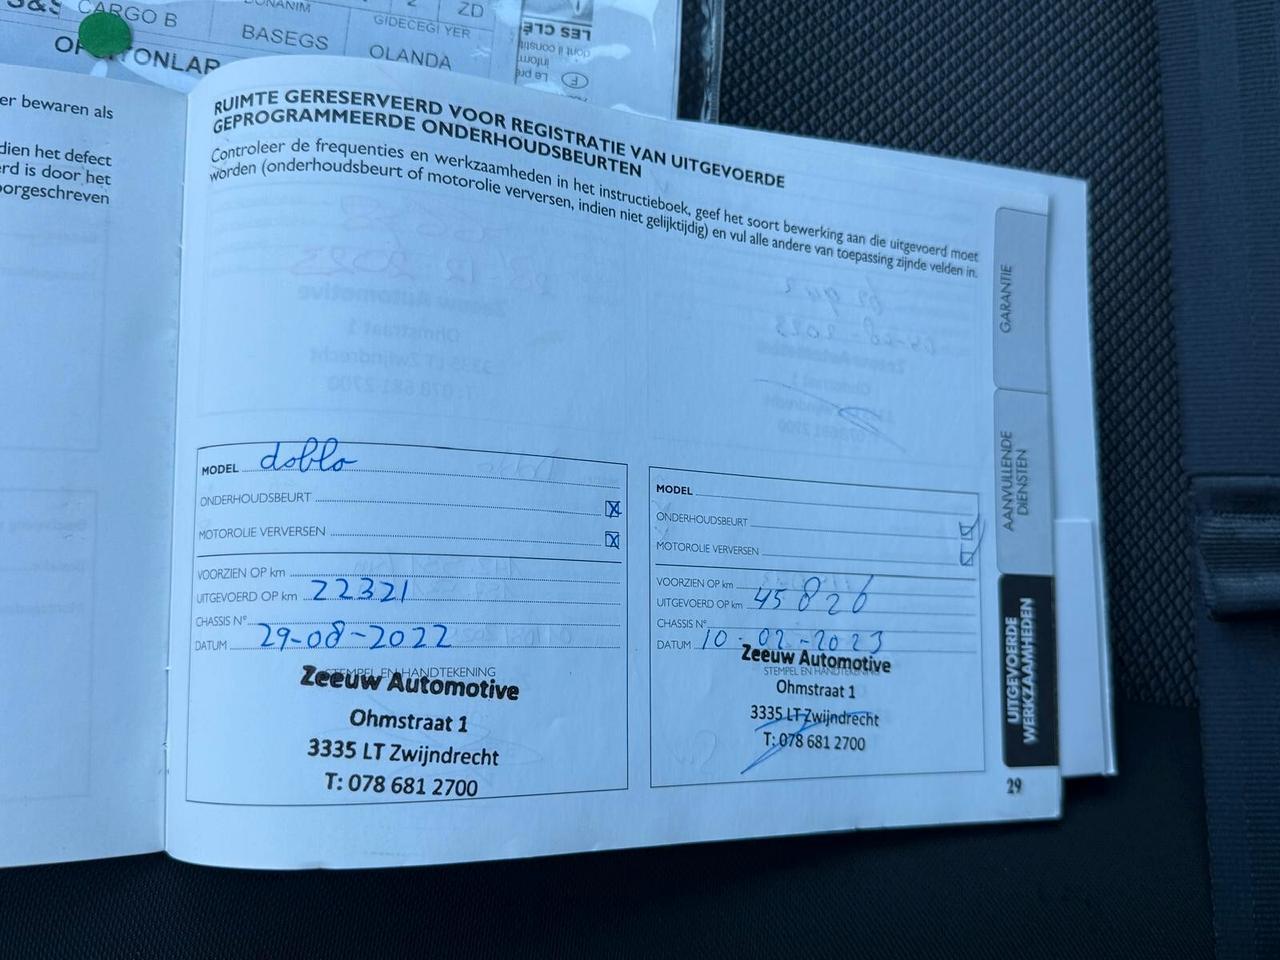 CARGO B
ZD
BASEGS
GIDECEGI YER
OLANDA
LES CLE
er bewaren als
dien het defect
erd is door het
oorgeschreven
RUIMTE GERESERVEERD VOOR REGISTRATIE VAN UITGEVOERDE
GEPROGRAMMEERDE ONDERHOUDSBEURTEN
Controleer de frequenties en werkzaamheden in het instructieboek, geef het soort bewerking aan die uitgevoerd moet
worden (onderhoudsbeurt of motorolie verversen, indien niet gelijktijdig) en vul alle andere van toepassing zijnde velden in.
MODEL doblo
ONDERHOUDSBEURT
MOTOROLIE VERVERSEN
VOORZIEN OP km
UITGEVOERD OP km 22321
CHASSIS N°
DATUM 29-08-2022
STEMPEL EN HANDTEKENING
Zeeuw Automotive
Ohmstraat 1
3335 LT Zwijndrecht
T: 078 681 2700
MODEL
ONDERHOUDSBEURT
MOTOROLIE VERVERSEN
VOORZIEN OP km
UITGEVOERD OP km 45826
CHASSIS N°
DATUM 10-02-2023
Zeeuw Automotive
STEMPEL EN HANDTEKENING
Ohmstraat 1
3335 LT Zwijndrecht
T: 078 681 2700
GARANTIE
AANVULLENDE
DIENSTEN
UITGEVOERDE
WERKZAAMHEDEN
29